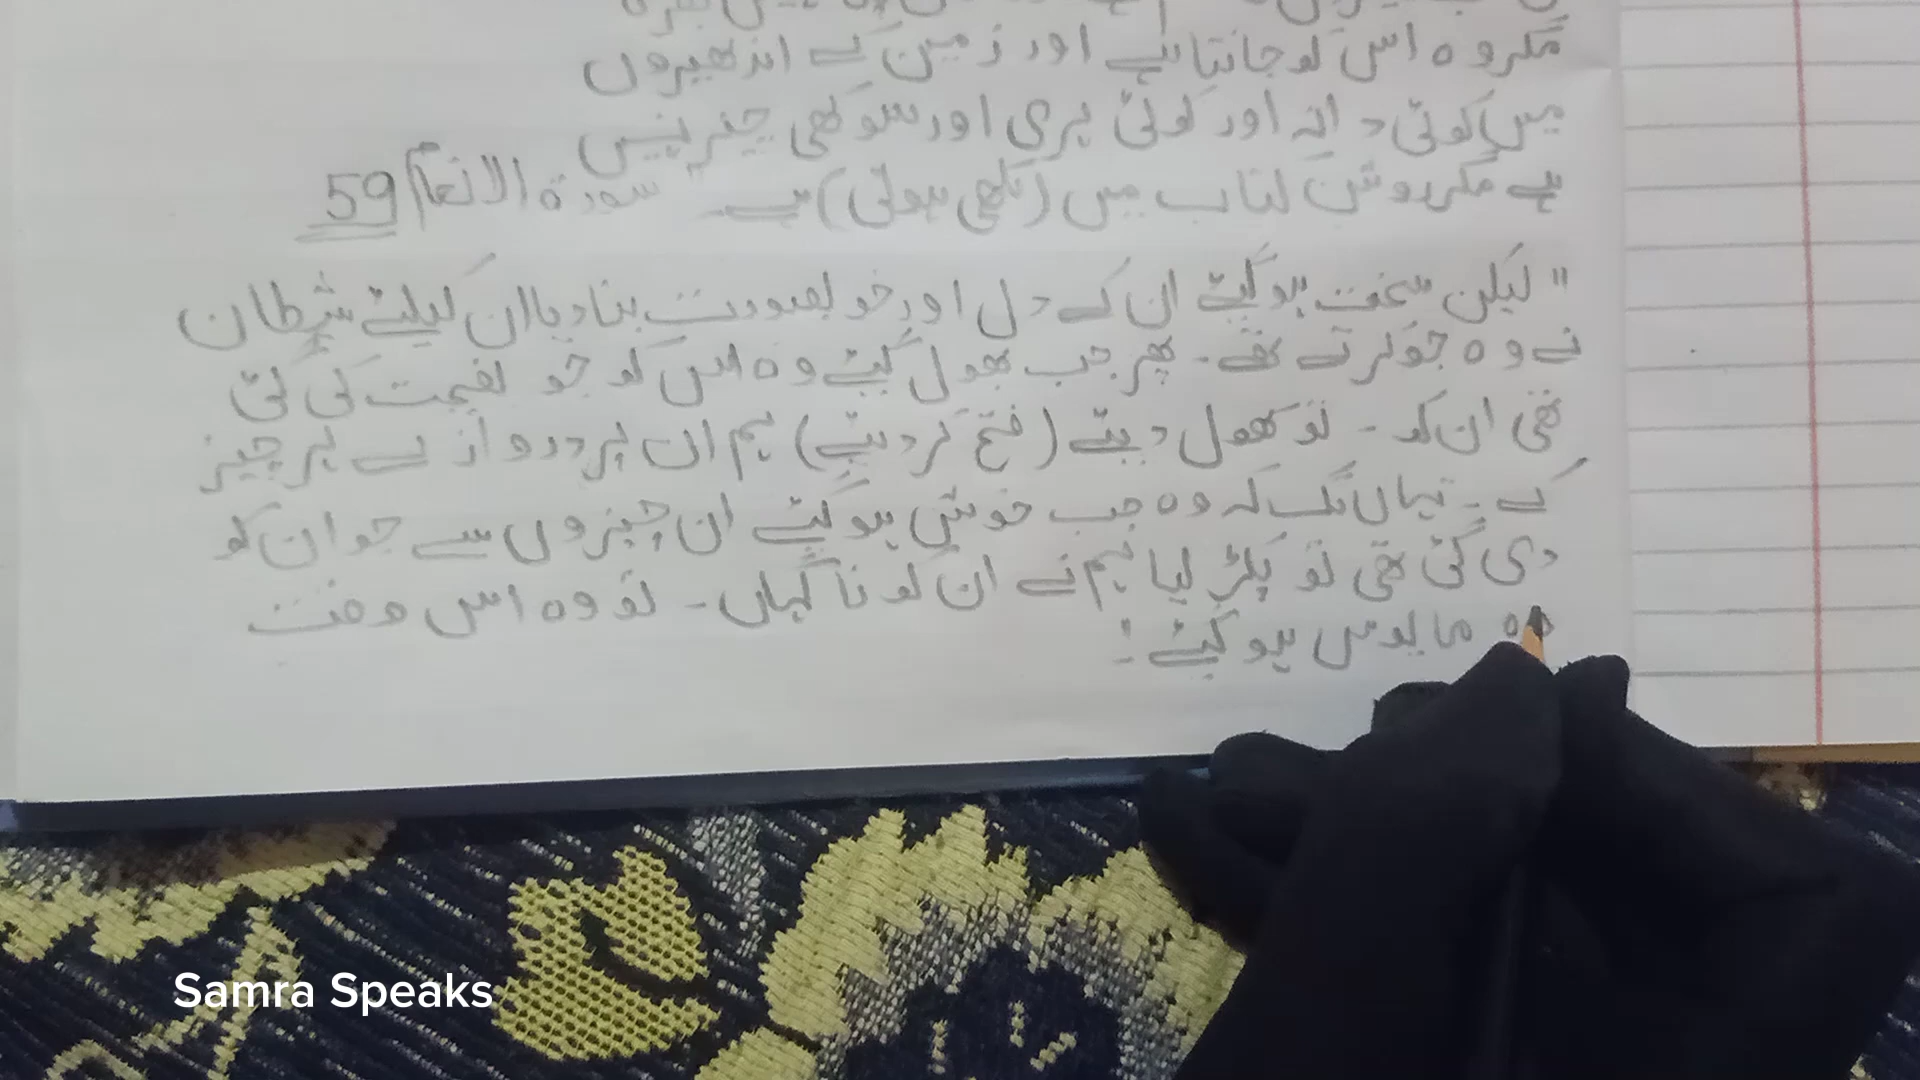 مگر وہ اس کو جانتا ہے اور زمین کے اندھیروں
میں کوئی دانہ اور کوئی ہری اور سوکھی چیز نہیں
ہے مگر روشن کتاب میں (لکھی ہوئی) ہے۔" سورۃ الانعام 59
"لیکن سخت ہو گئے ان کے دل اور خوبصورت بنا دیا ان کیلئے شیطان
نے وہ جو کرتے تھے۔ پھر جب بھول گئے وہ اس کو جو نصیحت کی گئی
تھی ان کو۔ تو کھول دیئے (فتح کر دیئے) ہم ان پر دروازے ہر چیز
کے۔ یہاں تک کہ وہ جب خوش ہو گئے ان چیزوں سے جو ان کو
دی گئی تھی تو پکڑ لیا ہم نے ان کو ناگہاں۔ تو وہ اس وقت
وہ مایوس ہو گئے۔"
Samra Speaks